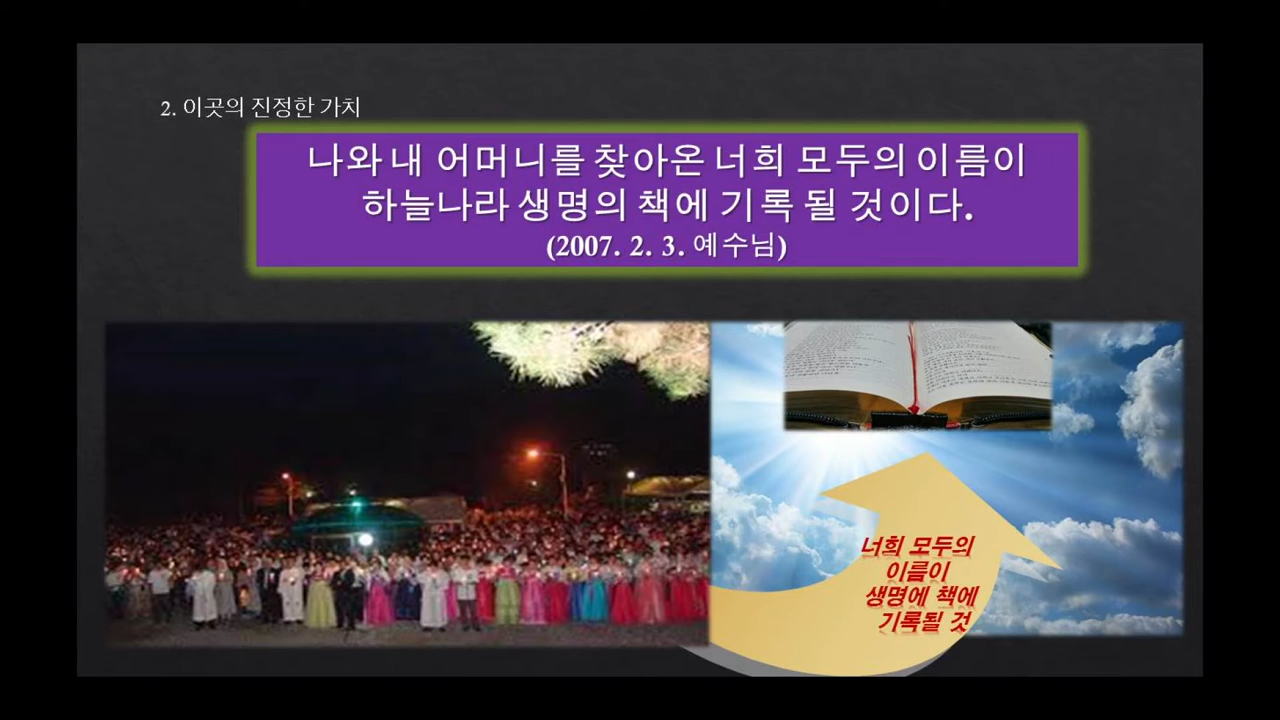 2. 이곳의 진정한 가치
나와 내 어머니를 찾아온 너희 모두의 이름이
하늘나라 생명의 책에 기록 될 것이다.
(2007. 2. 3. 예수님)
너희 모두의
이름이
생명에 책에
기록될 것